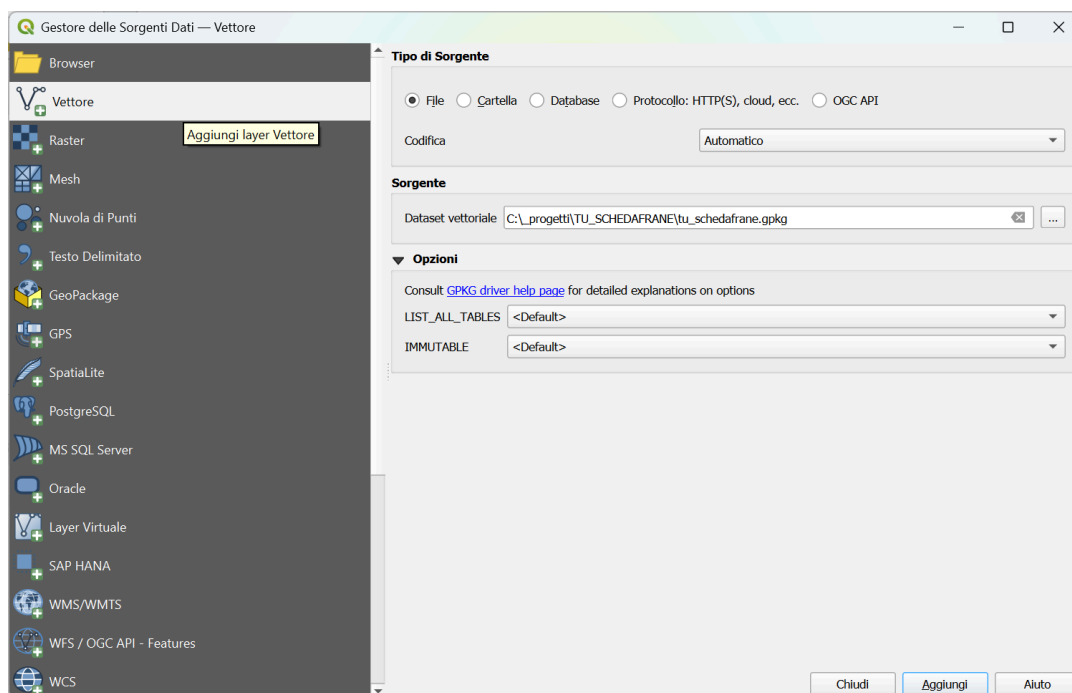 Gestore delle Sorgenti Dati — Vettore
Browser
Vettore
Aggiungi layer Vettore
Raster
Mesh
Nuvola di Punti
Testo Delimitato
GeoPackage
GPS
SpatiaLite
PostgreSQL
MS SQL Server
Oracle
Layer Virtuale
SAP HANA
WMS/WMTS
WFS / OGC API - Features
WCS
Tipo di Sorgente
File Cartella Database Protocollo: HTTP(S), cloud, ecc. OGC API
Codifica Automatico
Sorgente
Dataset vettoriale C:\_progetti\TU_SCHEDAFRANE\tu_schedafrane.gpkg ...
Opzioni
Consult GPKG driver help page for detailed explanations on options
LIST_ALL_TABLES <Default>
IMMUTABLE <Default>
Chiudi Aggiungi Aiuto